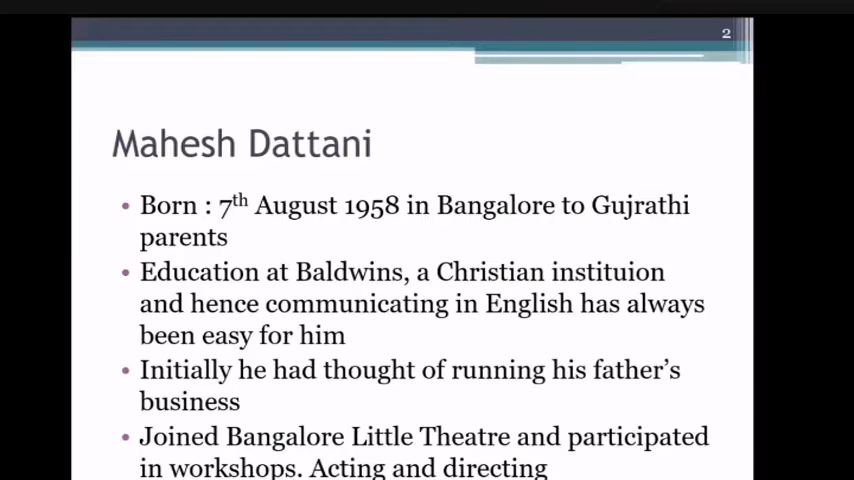 2
Mahesh Dattani
• Born : 7th August 1958 in Bangalore to Gujrathi
parents
• Education at Baldwins, a Christian instituion
and hence communicating in English has always
been easy for him
• Initially he had thought of running his father's
business
• Joined Bangalore Little Theatre and participated
in workshops. Acting and directing